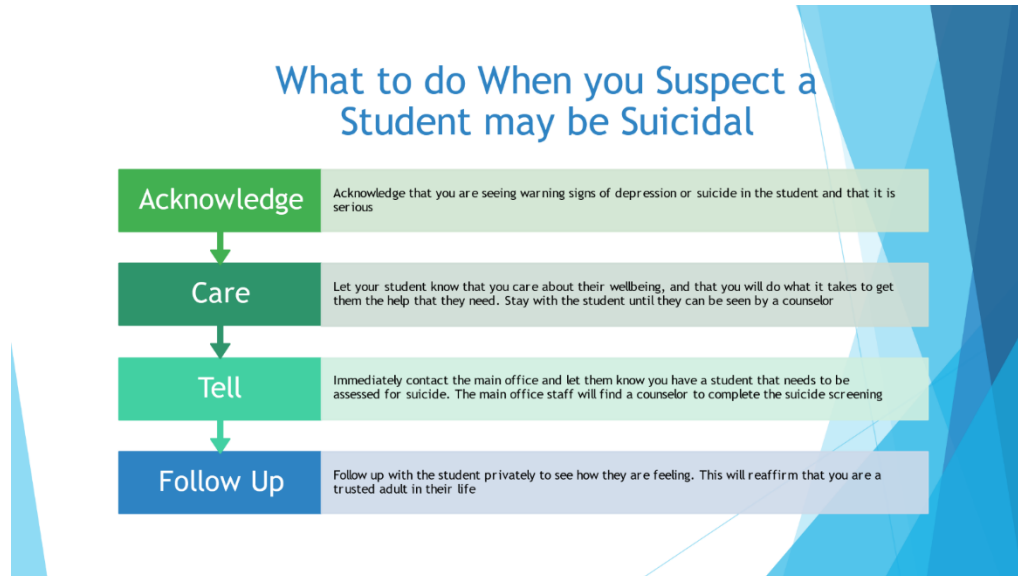 What to do When you Suspect a
Student may be Suicidal
Acknowledge
Acknowledge that you are seeing warning signs of depression or suicide in the student and that it is
serious
Care
Let your student know that you care about their wellbeing, and that you will do what it takes to get
them the help that they need. Stay with the student until they can be seen by a counselor
Tell
Immediately contact the main office and let them know you have a student that needs to be
assessed for suicide. The main office staff will find a counselor to complete the suicide screening
Follow Up
Follow up with the student privately to see how they are feeling. This will reaffirm that you are a
trusted adult in their life